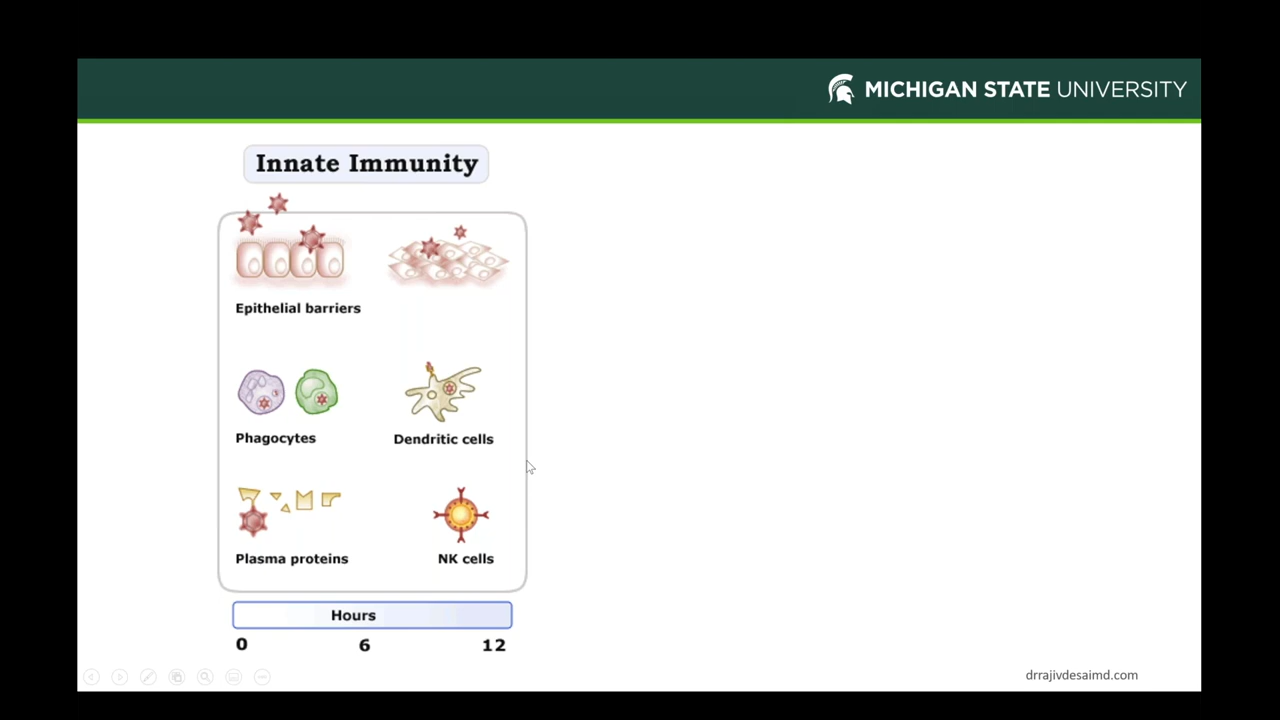 MICHIGAN STATE UNIVERSITY
Innate Immunity
Epithelial barriers
Phagocytes
Dendritic cells
Plasma proteins
NK cells
Hours
0 6 12
drrajivdesaimd.com